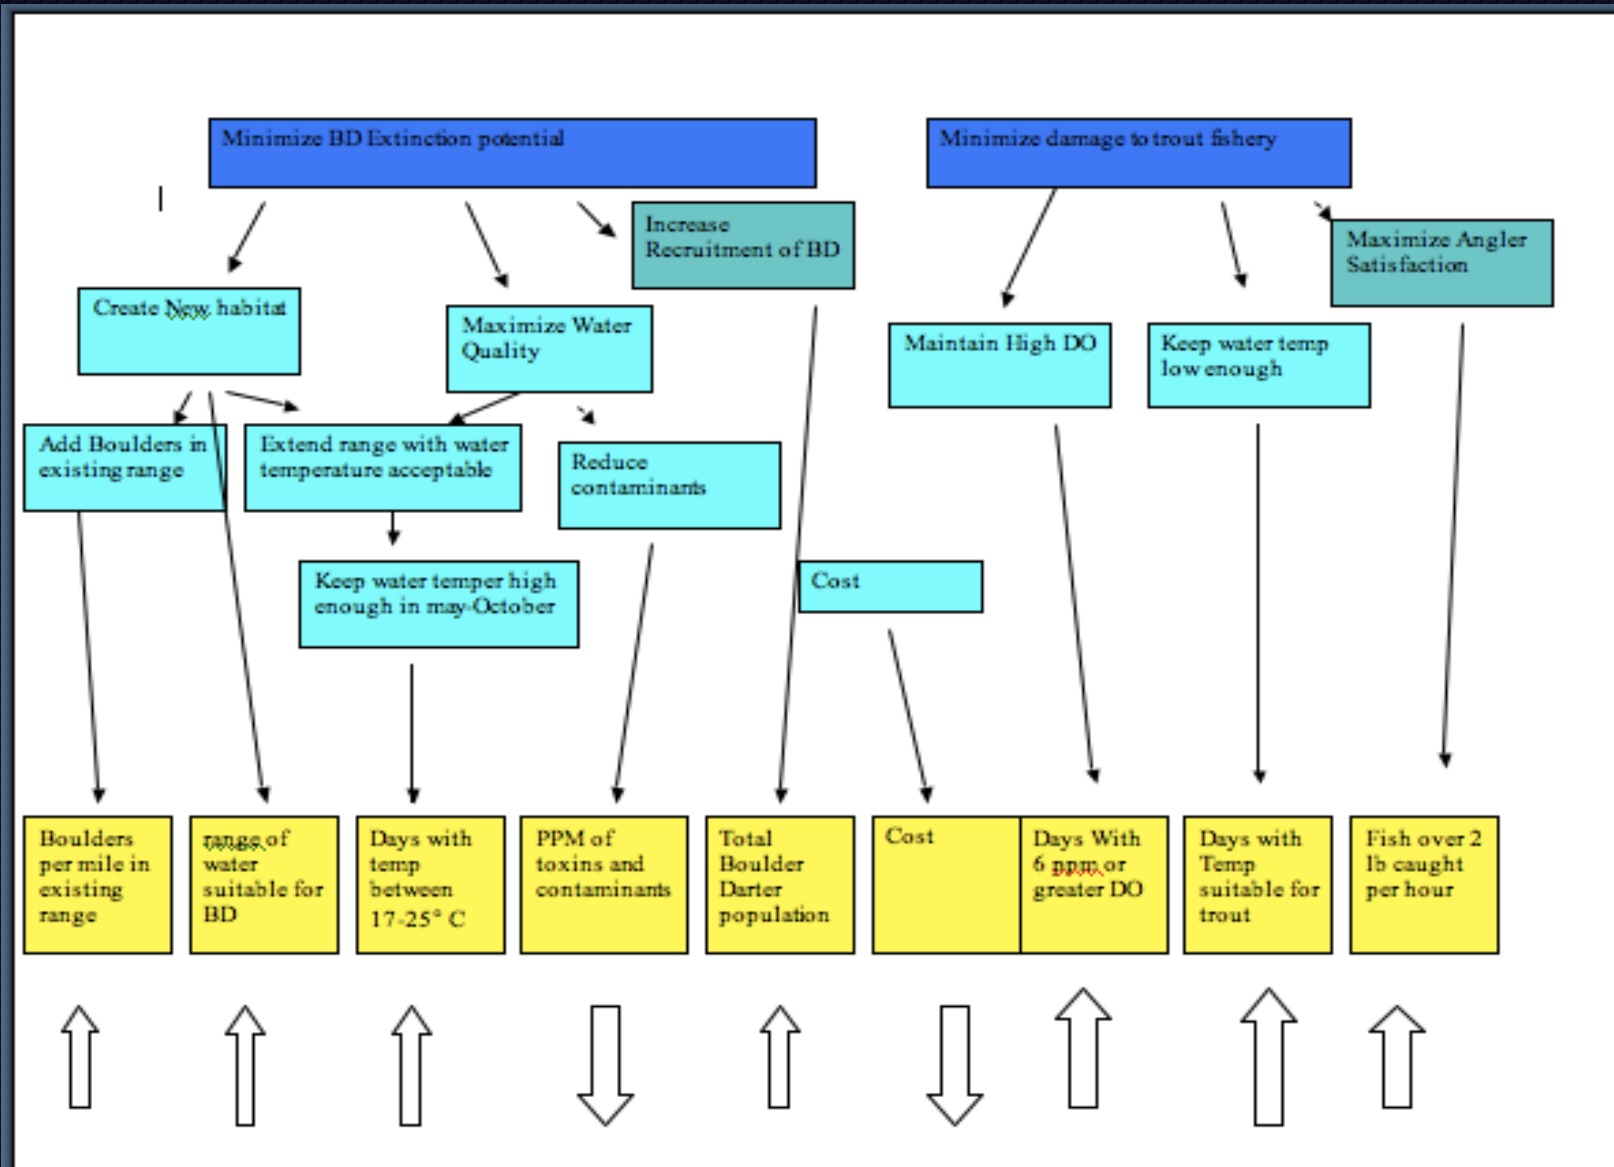 Minimize BD Extinction potential
Minimize damage to trout fishery
Increase
Recruitment of BD
Maximize Angler
Satisfaction
Create New habitat
Maximize Water
Quality
Maintain High DO
Keep water temp
low enough
Add Boulders in
existing range
Extend range with water
temperature acceptable
Reduce
contaminants
Keep water temper high
enough in may-October
Cost
Boulders
per mile in
existing
range
range of
water
suitable for
BD
Days with
temp
between
17-25° C
PPM of
toxins and
contaminants
Total
Boulder
Darter
population
Cost
Days With
6 ppm or
greater DO
Days with
Temp
suitable for
trout
Fish over 2
lb caught
per hour